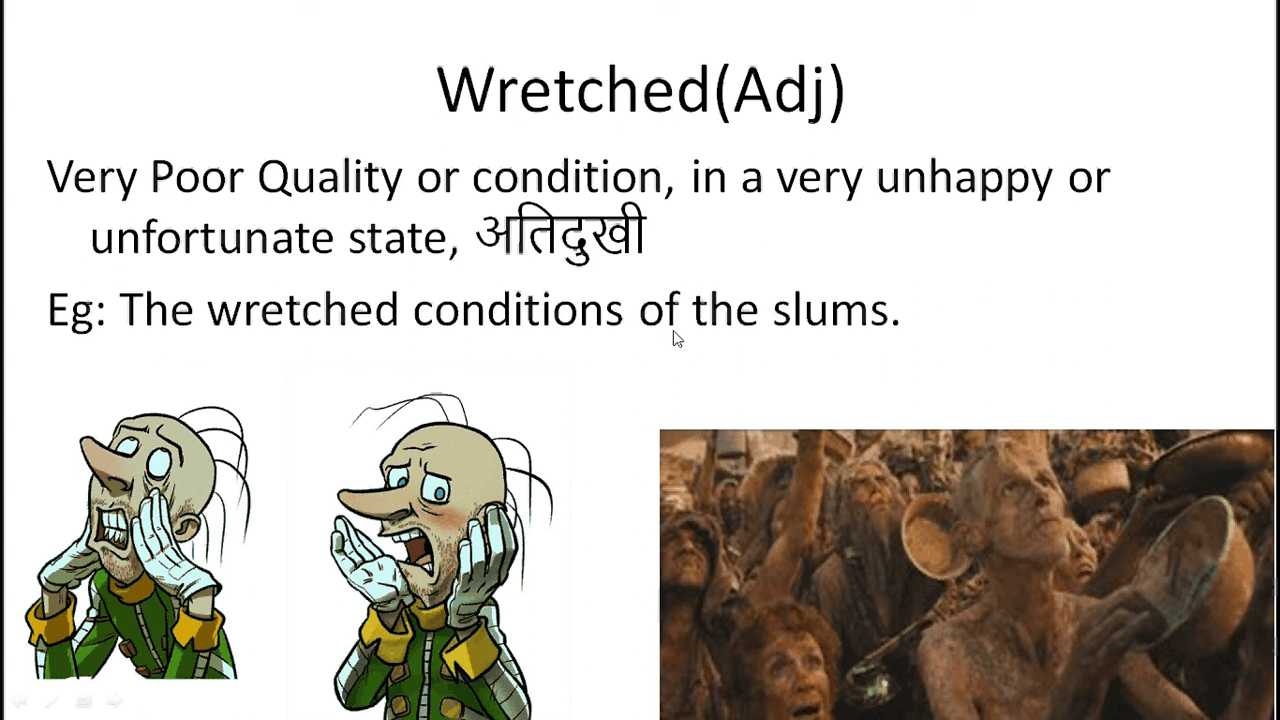 Wretched(Adj)
Very Poor Quality or condition, in a very unhappy or
unfortunate state, अतिदुखी
Eg: The wretched conditions of the slums.